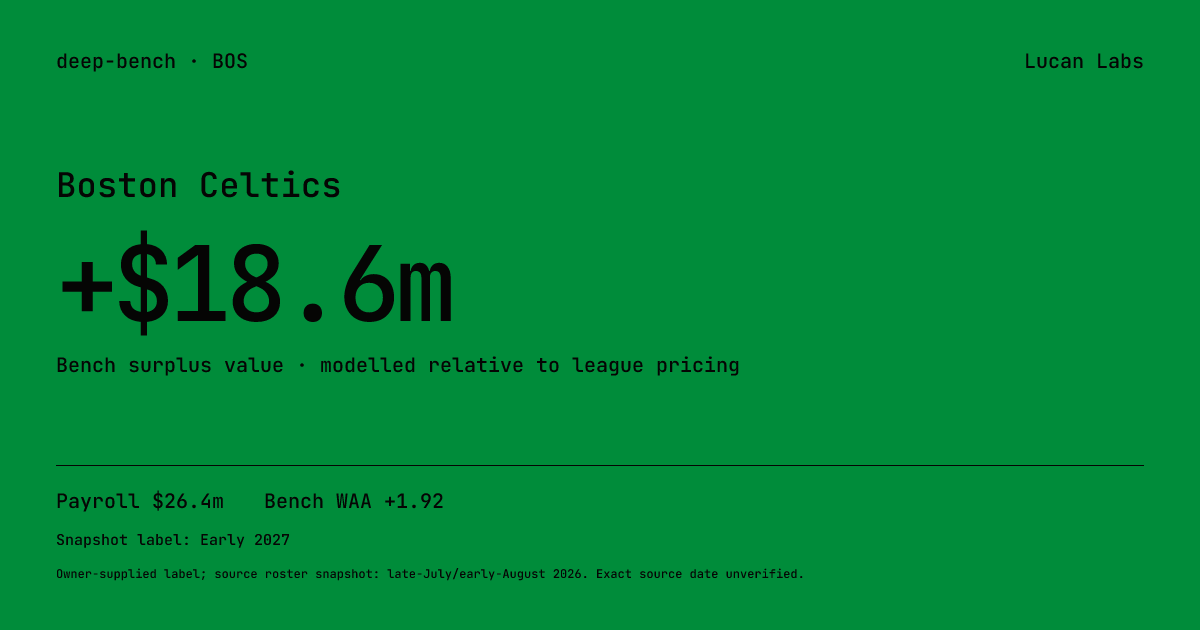 deep-bench · BOS
Lucan Labs
Boston Celtics
+$18.6m
Bench surplus value · modelled relative to league pricing
Payroll $26.4m Bench WAA +1.92
Snapshot label: Early 2027
Owner-supplied label; source roster snapshot: late-July/early-August 2026. Exact source date unverified.